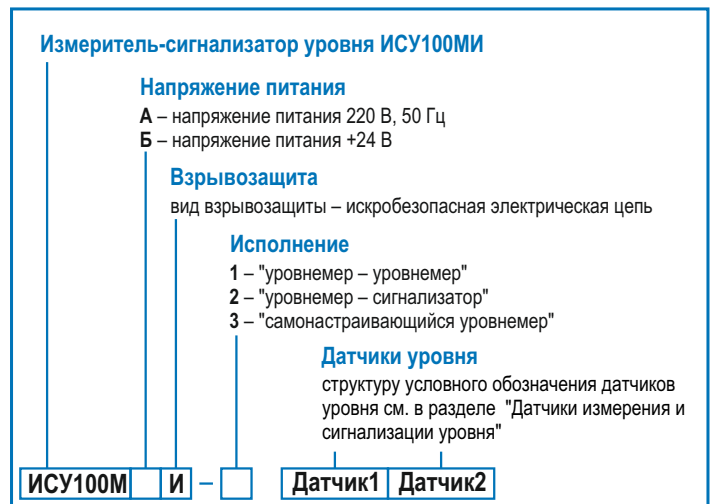 Измеритель-сигнализатор уровня ИСУ100МИ
Напряжение питания
А – напряжение питания 220 В, 50 Гц
Б – напряжение питания +24 В
Взрывозащита
вид взрывозащиты – искробезопасная электрическая цепь
Исполнение
1 – "уровнемер – уровнемер"
2 – "уровнемер – сигнализатор"
3 – "самонастраивающийся уровнемер"
Датчики уровня
структуру условного обозначения датчиков
уровня см. в разделе "Датчики измерения и
сигнализации уровня"
ИСУ100М И – Датчик1 Датчик2